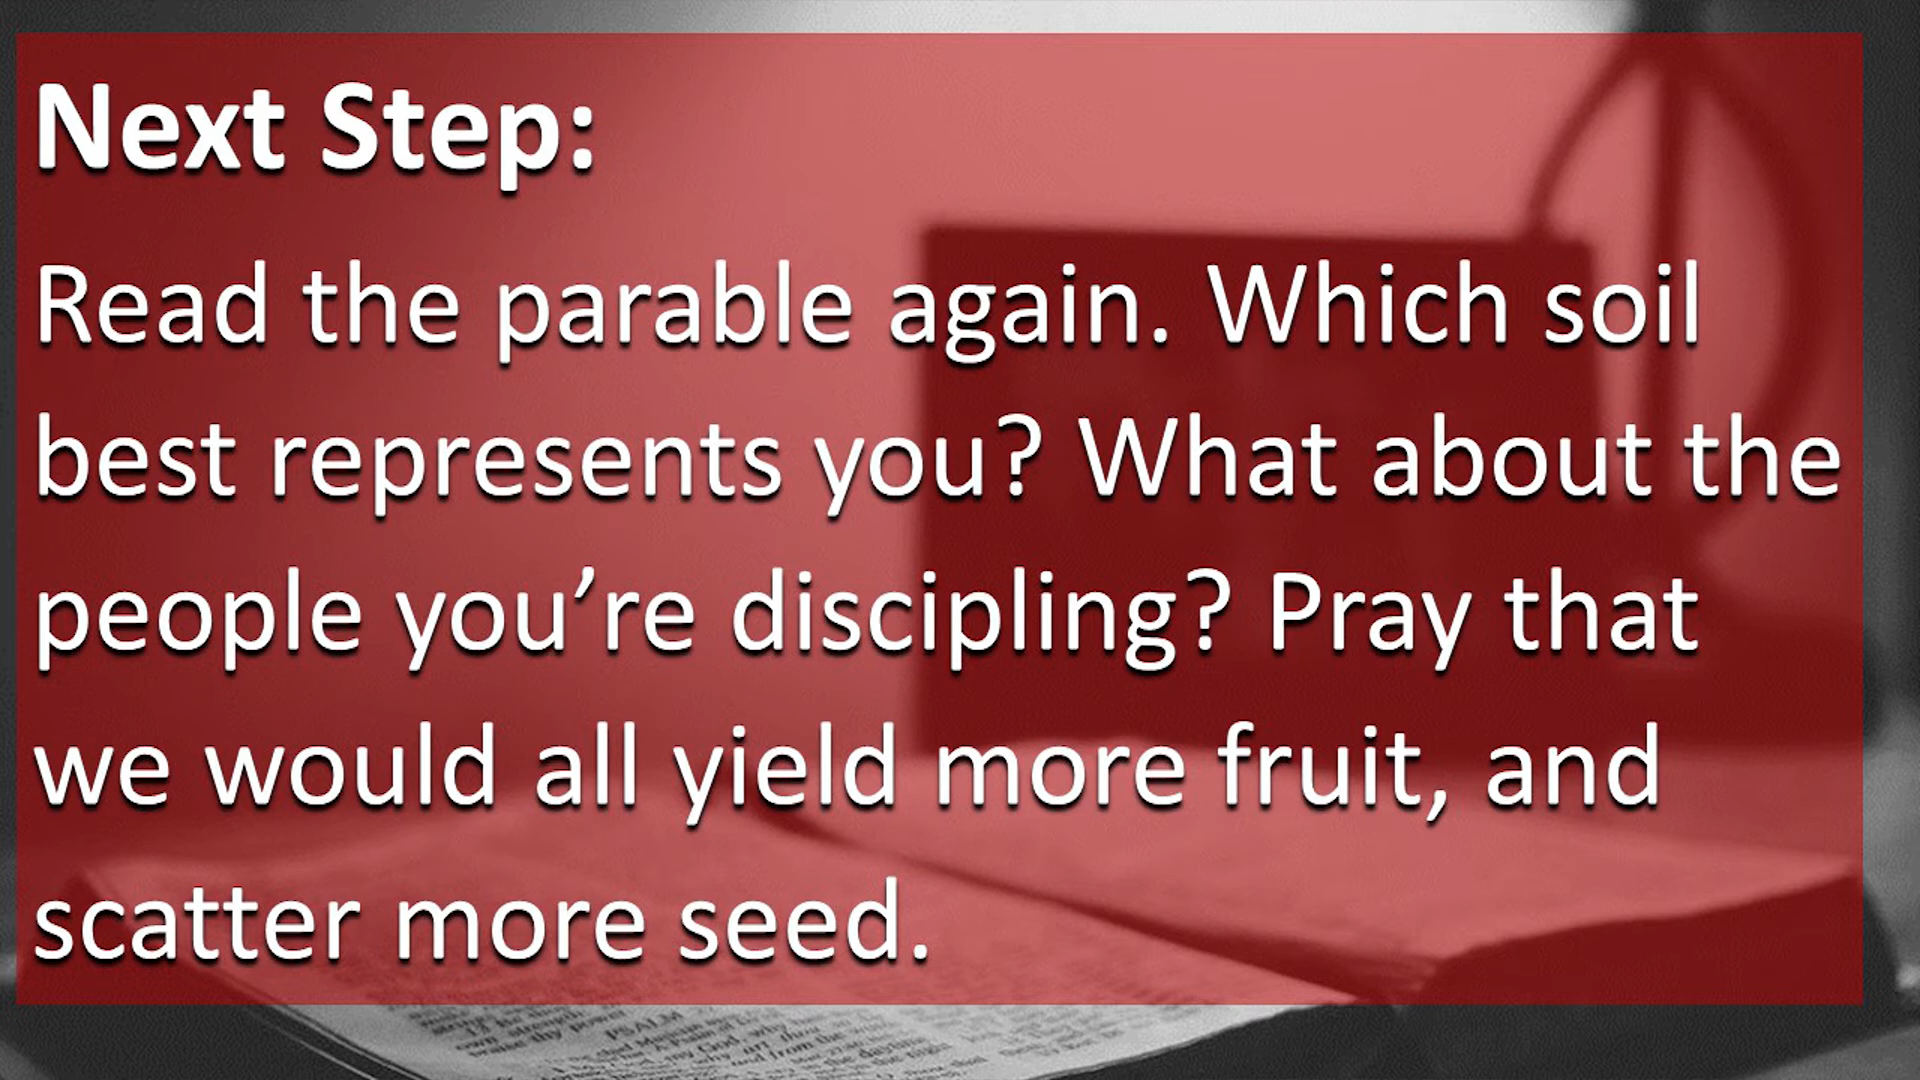 Next Step:
Read the parable again. Which soil
best represents you? What about the
people you’re discipling? Pray that
we would all yield more fruit, and
scatter more seed.
PSALM